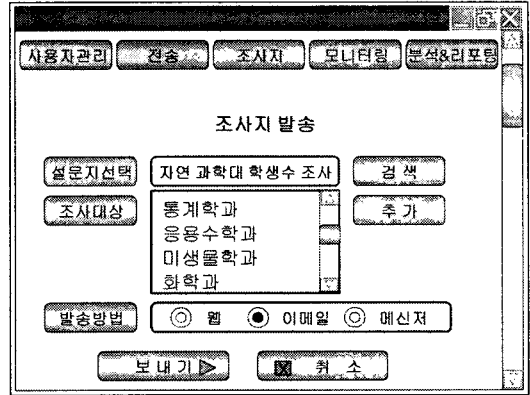 사용자관리 전송 조사지 모니터링 분석&리포팅
조사지 발송
설문지선택 자연 과학대 학생수 조사 검색
조사대상 통계학과 추가
응용수학과
미생물학과
화학과
발송방법 웹 이메일 메신저
보내기 취소